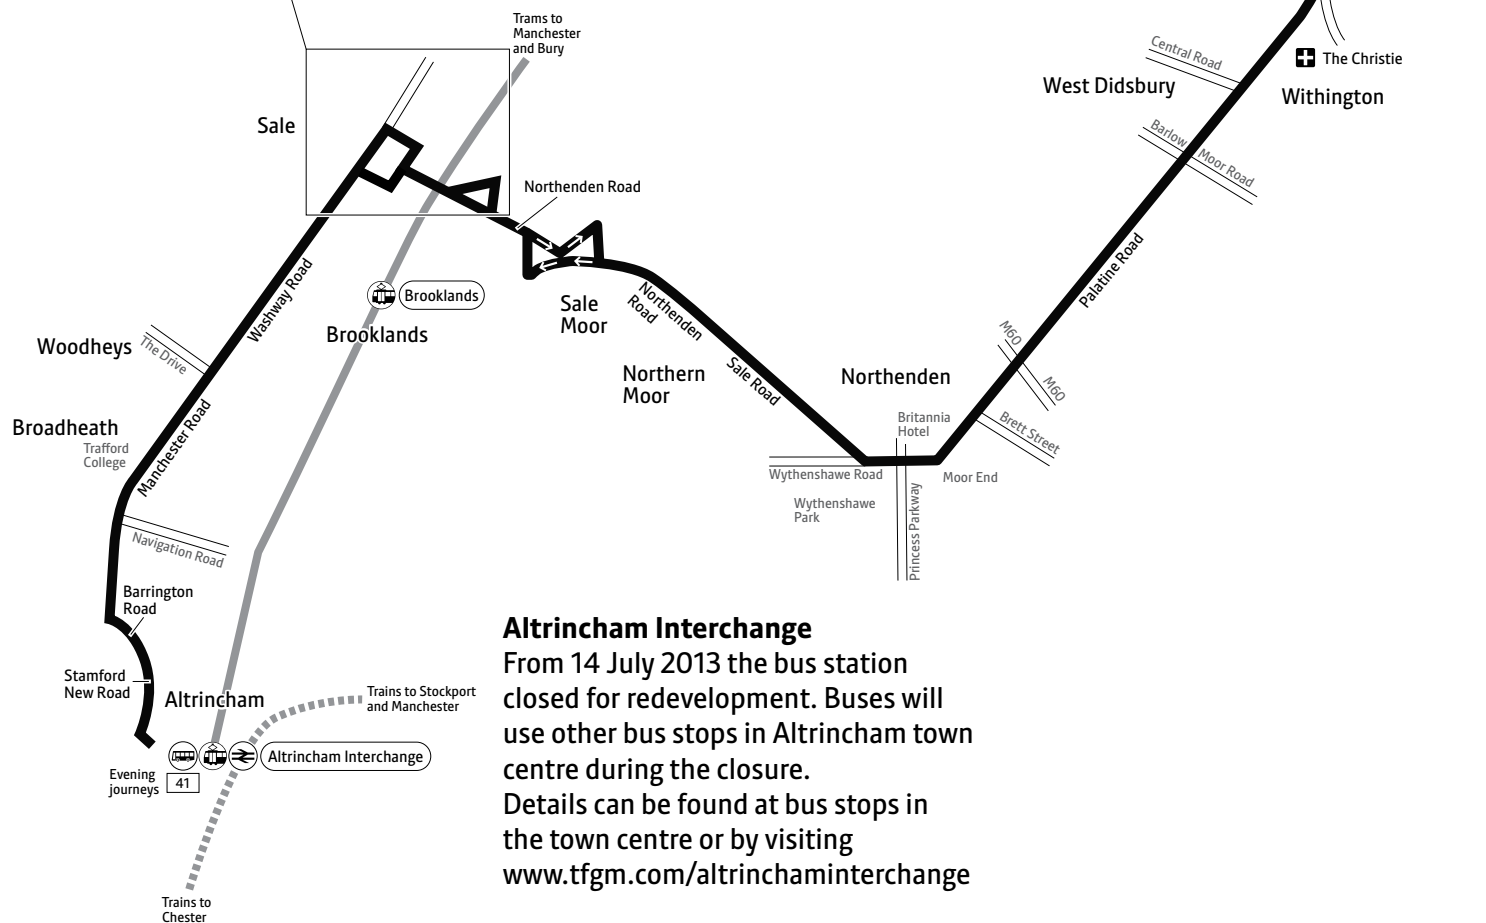 Trams to
Manchester
and Bury
Central Road
The Christie
West Didsbury
Withington
Sale
Barlow Moor Road
Northenden Road
Palatine Road
Washway Road
Brooklands
Brooklands
Sale
Moor
Northenden
Road
Woodheys
The Drive
Northern
Moor
Sale Road
Northenden
M60
M60
Broadheath
Trafford
College
Manchester Road
Britannia
Hotel
Brett Street
Wythenshawe Road
Moor End
Wythenshawe
Park
Princess Parkway
Navigation Road
Barrington
Road
Stamford
New Road
Altrincham
Trains to Stockport
and Manchester
Altrincham Interchange
Evening
journeys
41
Trains to
Chester
Altrincham Interchange
From 14 July 2013 the bus station
closed for redevelopment. Buses will
use other bus stops in Altrincham town
centre during the closure.
Details can be found at bus stops in
the town centre or by visiting
www.tfgm.com/altrinchaminterchange